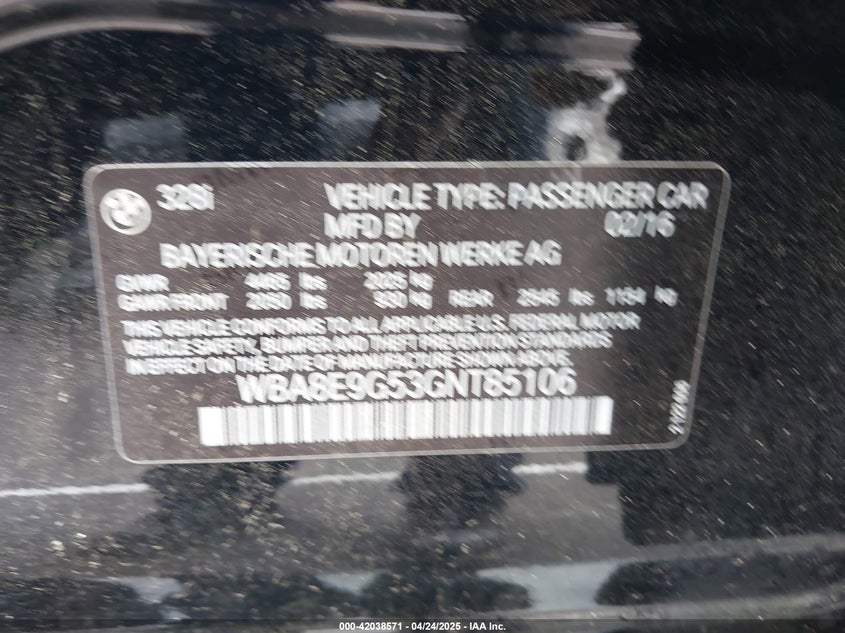 328i VEHICLE TYPE: PASSENGER CAR
MFD BY 02/16
BAYERISCHE MOTOREN WERKE AG
GVWR 4465 lbs 2025 kg
GAWR FRONT 2050 lbs 930 kg REAR 2545 lbs 1154 kg
THIS VEHICLE CONFORMS TO ALL APPLICABLE U.S. FEDERAL MOTOR
VEHICLE SAFETY, BUMPER AND THEFT PREVENTION STANDARDS
IN EFFECT ON THE DATE OF MANUFACTURE SHOWN ABOVE.
WBA8E9G53GNT85106
000-42038571 | 04/24/2025 - IAA Inc.